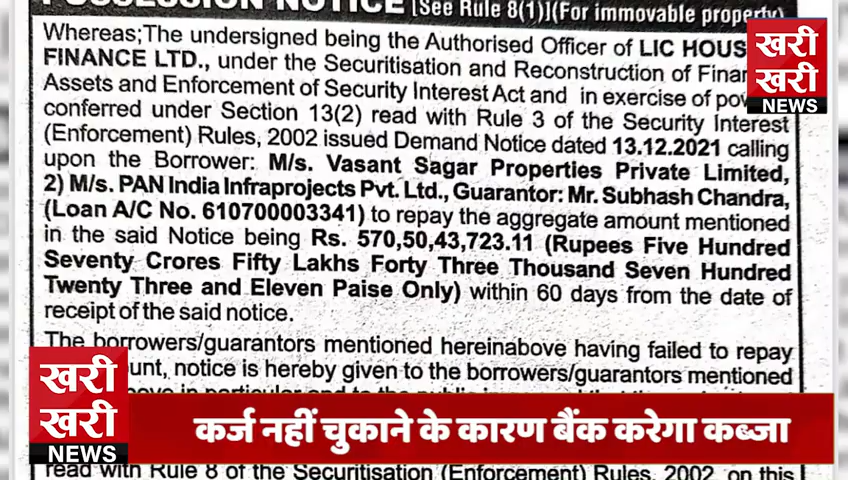 POSSESSION NOTICE [See Rule 8(1)](For immovable property)
Whereas;The undersigned being the Authorised Officer of LIC HOUS
FINANCE LTD., under the Securitisation and Reconstruction of Financ
Assets and Enforcement of Security Interest Act and in exercise of pow
conferred under Section 13(2) read with Rule 3 of the Security Interest
(Enforcement) Rules, 2002 issued Demand Notice dated 13.12.2021 calling
upon the Borrower: M/s. Vasant Sagar Properties Private Limited,
2) M/s. PAN India Infraprojects Pvt. Ltd., Guarantor: Mr. Subhash Chandra,
(Loan A/C No. 610700003341) to repay the aggregate amount mentioned
in the said Notice being Rs. 570,50,43,723.11 (Rupees Five Hundred
Seventy Crores Fifty Lakhs Forty Three Thousand Seven Hundred
Twenty Three and Eleven Paise Only) within 60 days from the date of
receipt of the said notice.
The borrowers/guarantors mentioned hereinabove having failed to repay
ount, notice is hereby given to the borrowers/guarantors mentioned
read with Rule 8 of the Securitisation (Enforcement) Rules, 2002, on this
खरी
खरी
NEWS
खरी
खरी
NEWS
कर्ज नहीं चुकाने के कारण बैंक करेगा कब्जा